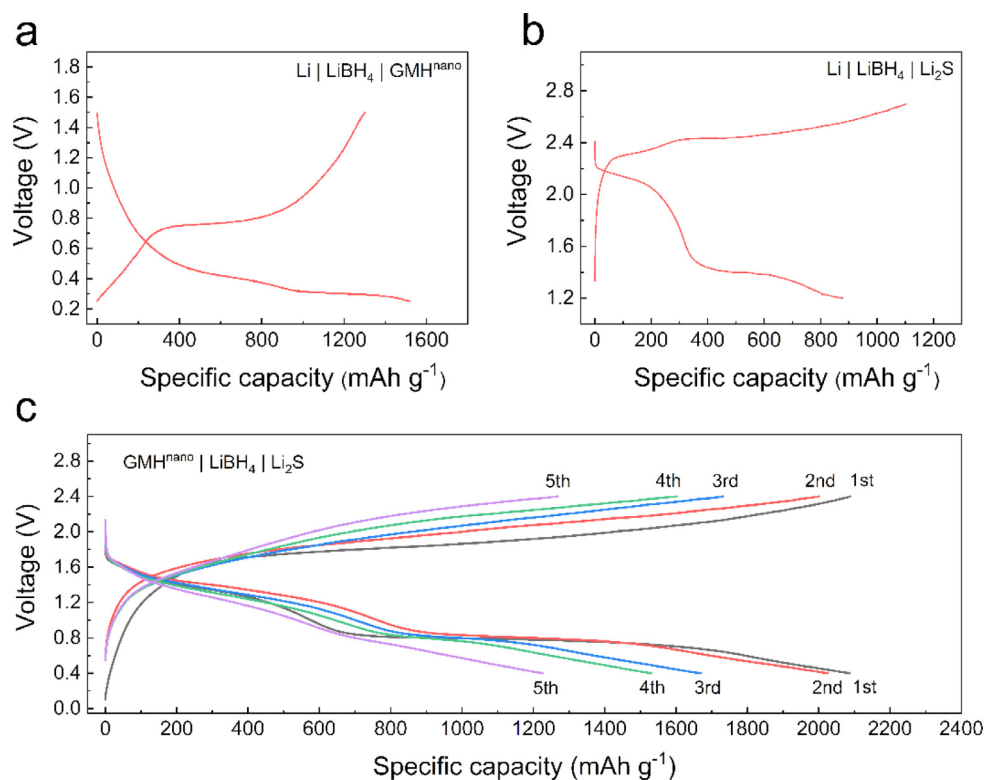 a
Li | LiBH₄ | GMHⁿᵃⁿᵒ
Voltage (V)
1.8
1.6
1.4
1.2
1.0
0.8
0.6
0.4
0.2
0 400 800 1200 1600
Specific capacity (mAh g⁻¹)
b
Li | LiBH₄ | Li₂S
Voltage (V)
2.8
2.4
2.0
1.6
1.2
0 200 400 600 800 1000 1200
Specific capacity (mAh g⁻¹)
c
GMHⁿᵃⁿᵒ | LiBH₄ | Li₂S
Voltage (V)
2.8
2.4
2.0
1.6
1.2
0.8
0.4
0.0
5th 4th 3rd 2nd 1st
5th 4th 3rd 2nd 1st
0 200 400 600 800 1000 1200 1400 1600 1800 2000 2200 2400
Specific capacity (mAh g⁻¹)